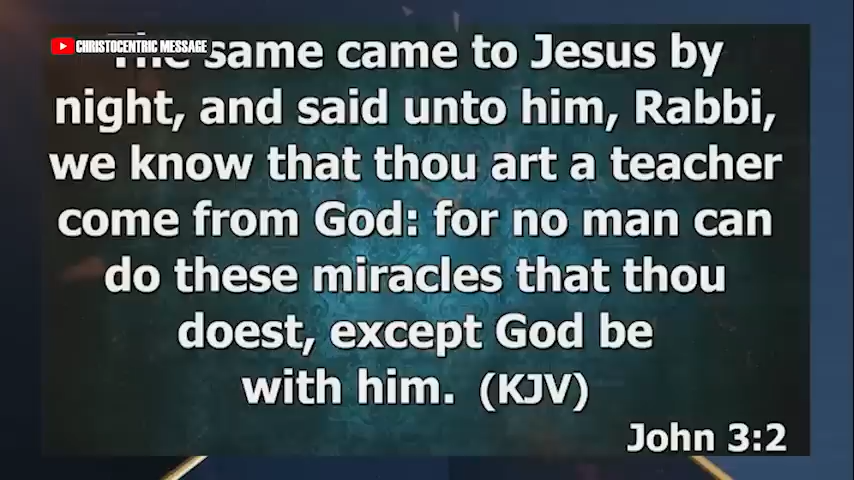 CHRISTOCENTRIC MESSAGE
The same came to Jesus by
night, and said unto him, Rabbi,
we know that thou art a teacher
come from God: for no man can
do these miracles that thou
doest, except God be
with him. (KJV)
John 3:2